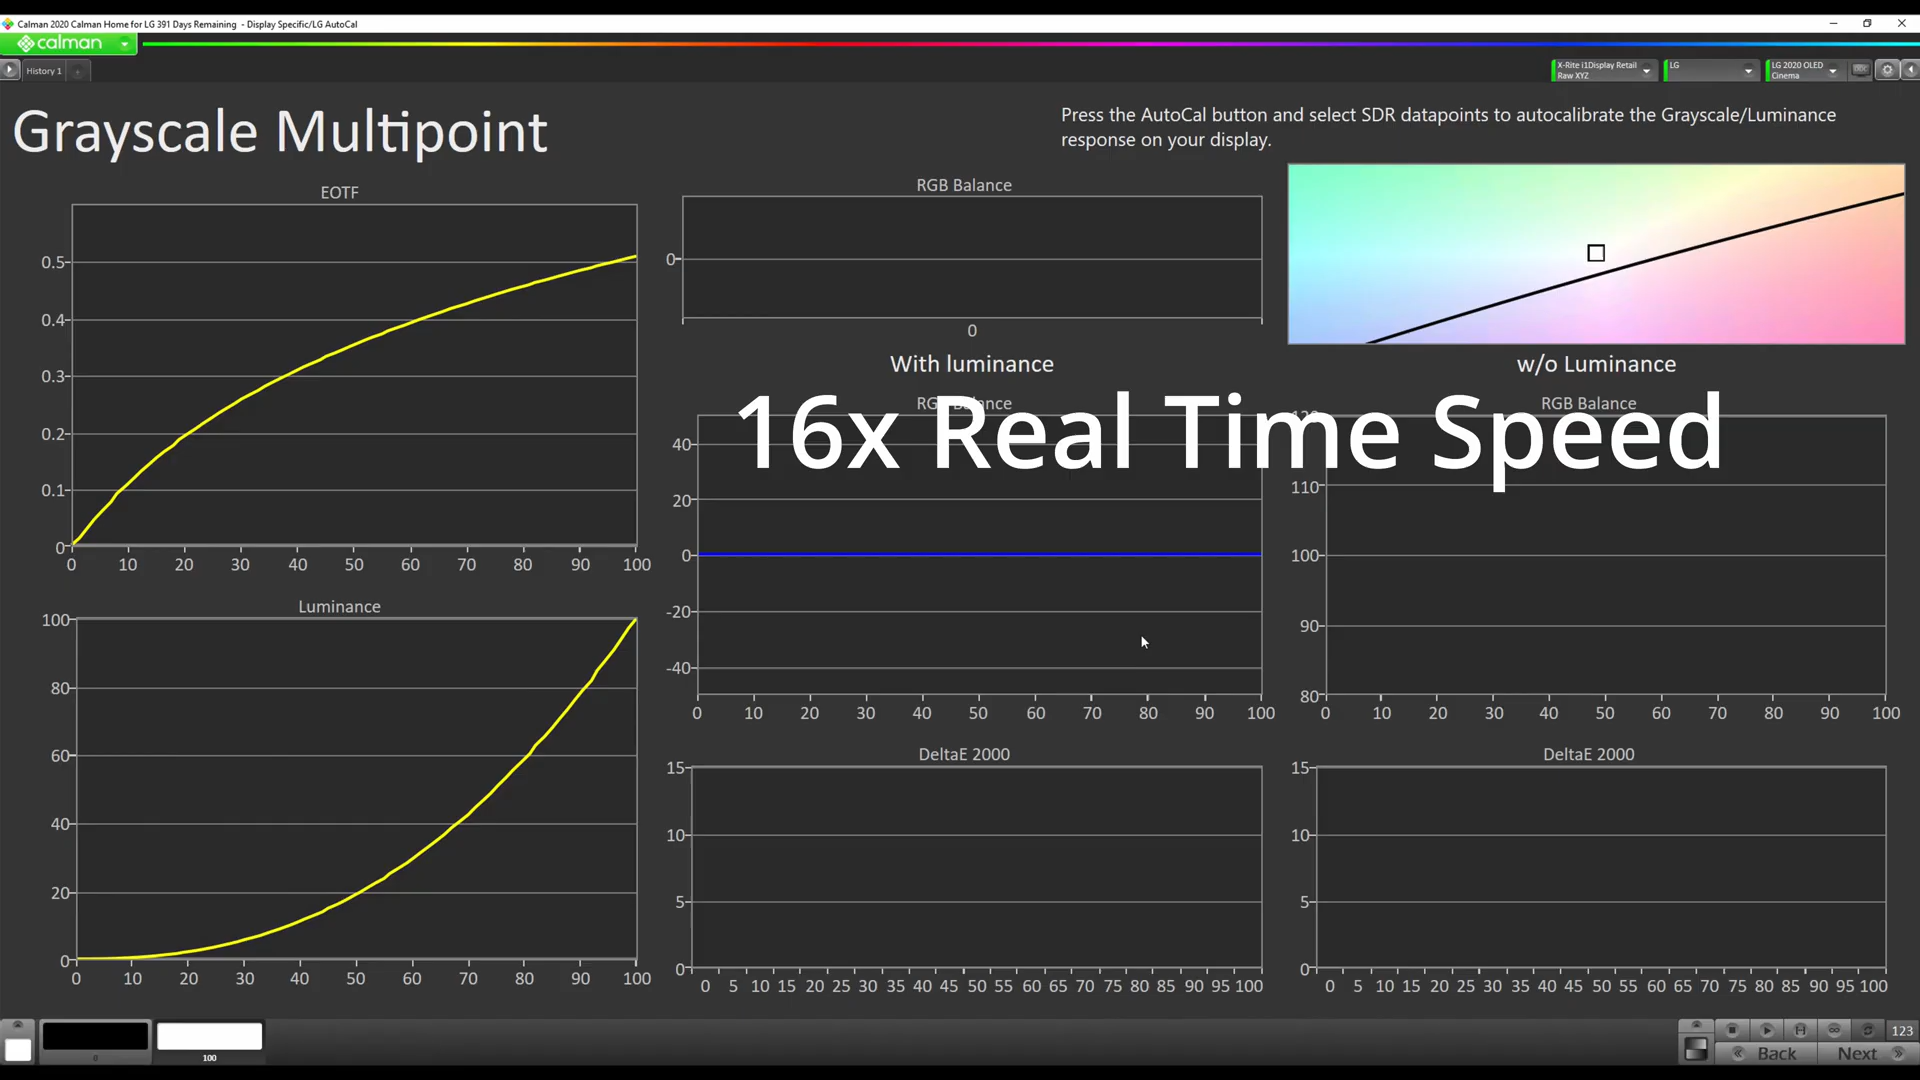 Calman 2020 Calman Home for LG 391 Days Remaining - Display Specific/LG AutoCal
calman
History 1
X-Rite i1Display Retail
Raw XYZ
LG
LG 2020 OLED
Cinema
Grayscale Multipoint
Press the AutoCal button and select SDR datapoints to autocalibrate the Grayscale/Luminance
response on your display.
EOTF
0.5
0.4
0.3
0.2
0.1
0
0 10 20 30 40 50 60 70 80 90 100
RGB Balance
0
0
With luminance
w/o Luminance
16x Real Time Speed
RGB Balance
40
20
0
-20
-40
0 10 20 30 40 50 60 70 80 90 100
RGB Balance
120
110
100
90
80
0 10 20 30 40 50 60 70 80 90 100
Luminance
100
80
60
40
20
0
0 10 20 30 40 50 60 70 80 90 100
DeltaE 2000
15
10
5
0
0 5 10 15 20 25 30 35 40 45 50 55 60 65 70 75 80 85 90 95 100
DeltaE 2000
15
10
5
0
0 5 10 15 20 25 30 35 40 45 50 55 60 65 70 75 80 85 90 95 100
0
100
123
Back
Next